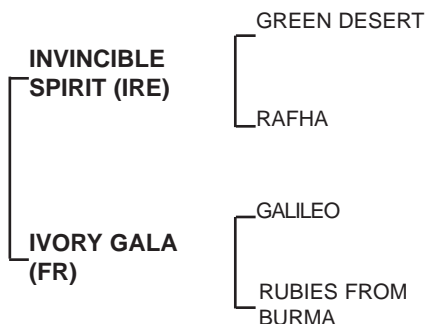 GREEN DESERT
INVINCIBLE
SPIRIT (IRE)
RAFHA
GALILEO
IVORY GALA
(FR)
RUBIES FROM
BURMA